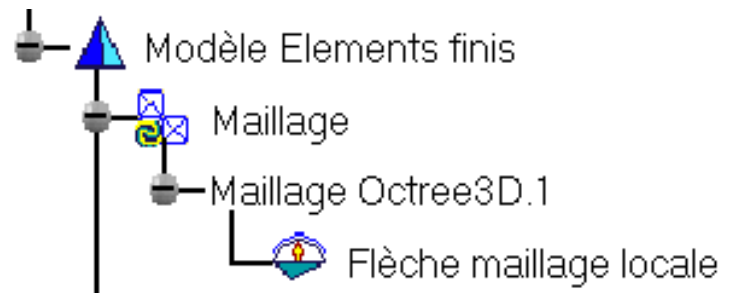 Modèle Elements finis
Maillage
Maillage Octree3D.1
Flèche maillage locale